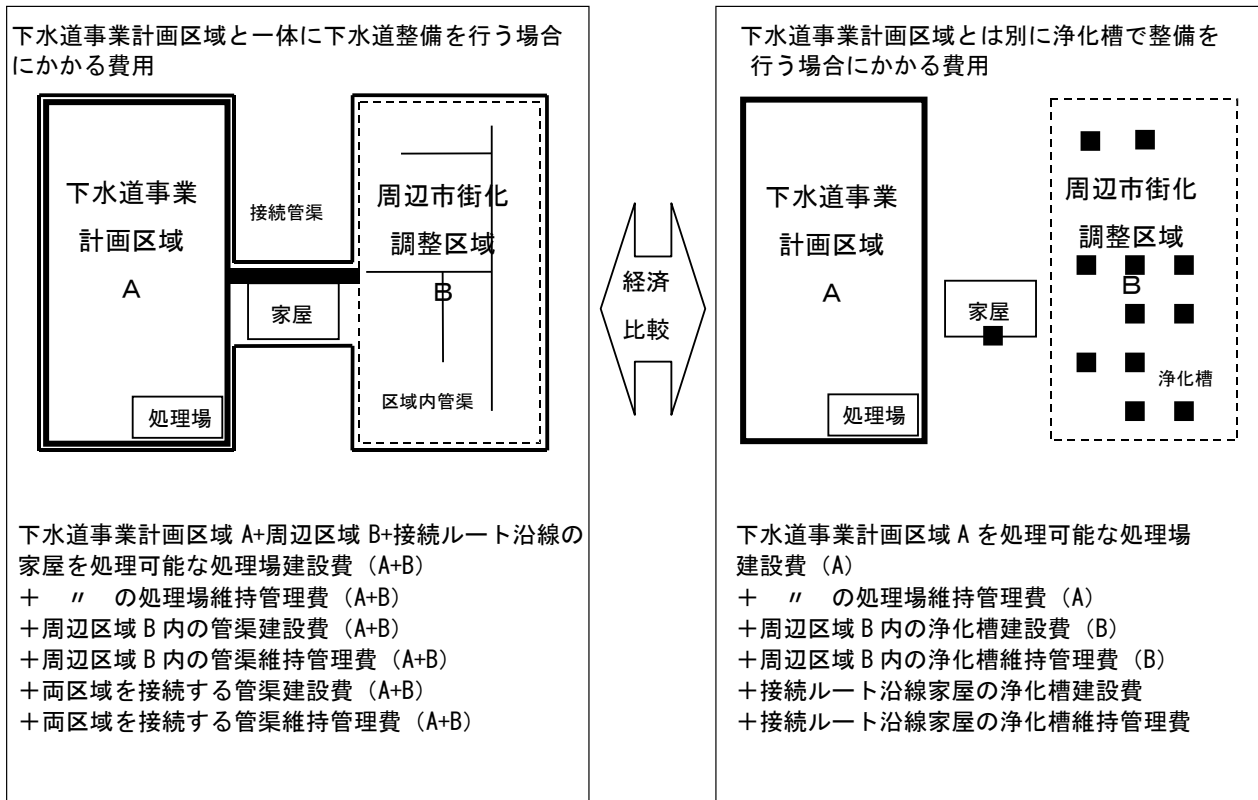 下水道事業計画区域と一体に下水道整備を行う場合
にかかる費用
下水道事業
計画区域
A
処理場
接続管渠
家屋
周辺市街化
調整区域
B
区域内管渠
下水道事業計画区域 A+周辺区域 B+接続ルート沿線の
家屋を処理可能な処理場建設費（A+B）
＋　〃　の処理場維持管理費（A+B）
＋周辺区域 B 内の管渠建設費（A+B）
＋周辺区域 B 内の管渠維持管理費（A+B）
＋両区域を接続する管渠建設費（A+B）
＋両区域を接続する管渠維持管理費（A+B）
経済
比較
下水道事業計画区域とは別に浄化槽で整備を
行う場合にかかる費用
下水道事業
計画区域
A
処理場
家屋
周辺市街化
調整区域
B
浄化槽
下水道事業計画区域 A を処理可能な処理場
建設費（A）
＋　〃　の処理場維持管理費（A）
＋周辺区域 B 内の浄化槽建設費（B）
＋周辺区域 B 内の浄化槽維持管理費（B）
＋接続ルート沿線家屋の浄化槽建設費
＋接続ルート沿線家屋の浄化槽維持管理費